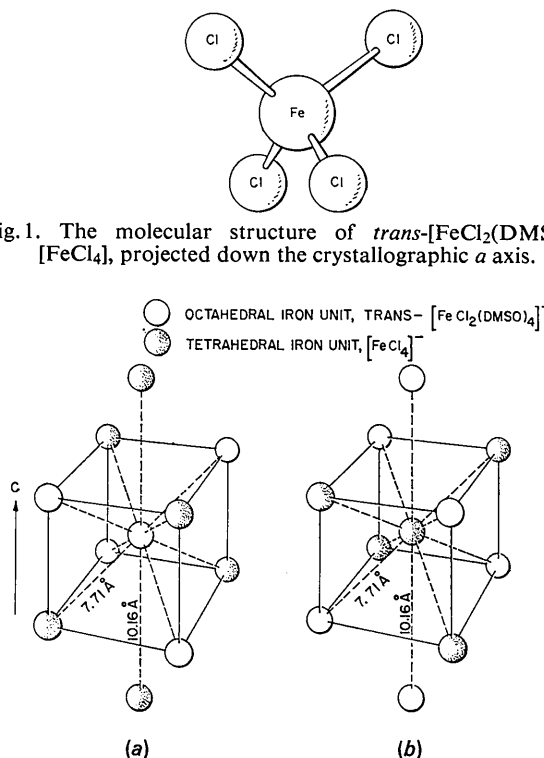 Cl
Cl
Fe
Cl
Cl
ig. 1. The molecular structure of trans-[FeCl₂(DMS
[FeCl₄], projected down the crystallographic a axis.
OCTAHEDRAL IRON UNIT, TRANS- [FeCl₂(DMSO)₄]⁻
TETRAHEDRAL IRON UNIT, [FeCl₄]⁻
C
7.71 Å
10.16 Å
7.71 Å
10.16 Å
(a)
(b)